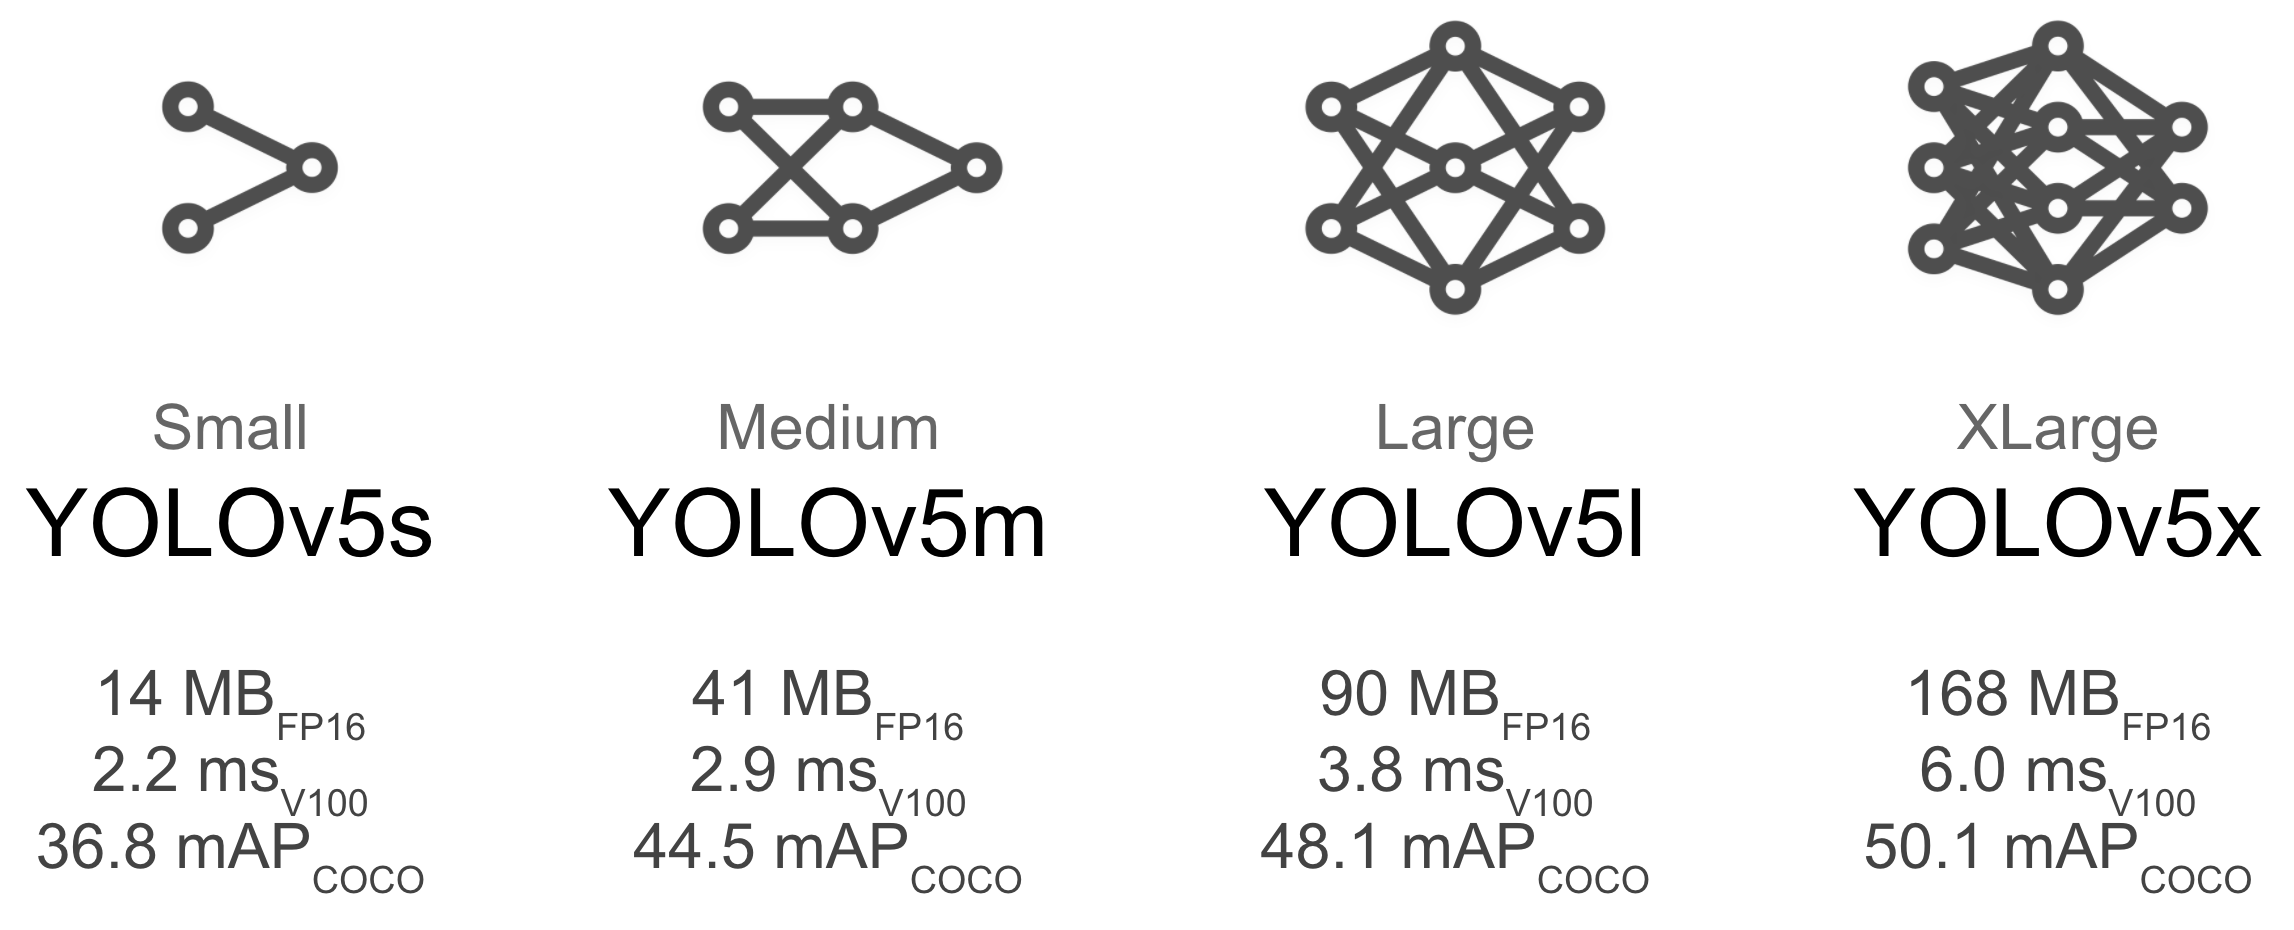 Small
YOLOv5s
14 MB FP16
2.2 ms V100
36.8 mAP COCO
Medium
YOLOv5m
41 MB FP16
2.9 ms V100
44.5 mAP COCO
Large
YOLOv5l
90 MB FP16
3.8 ms V100
48.1 mAP COCO
XLarge
YOLOv5x
168 MB FP16
6.0 ms V100
50.1 mAP COCO